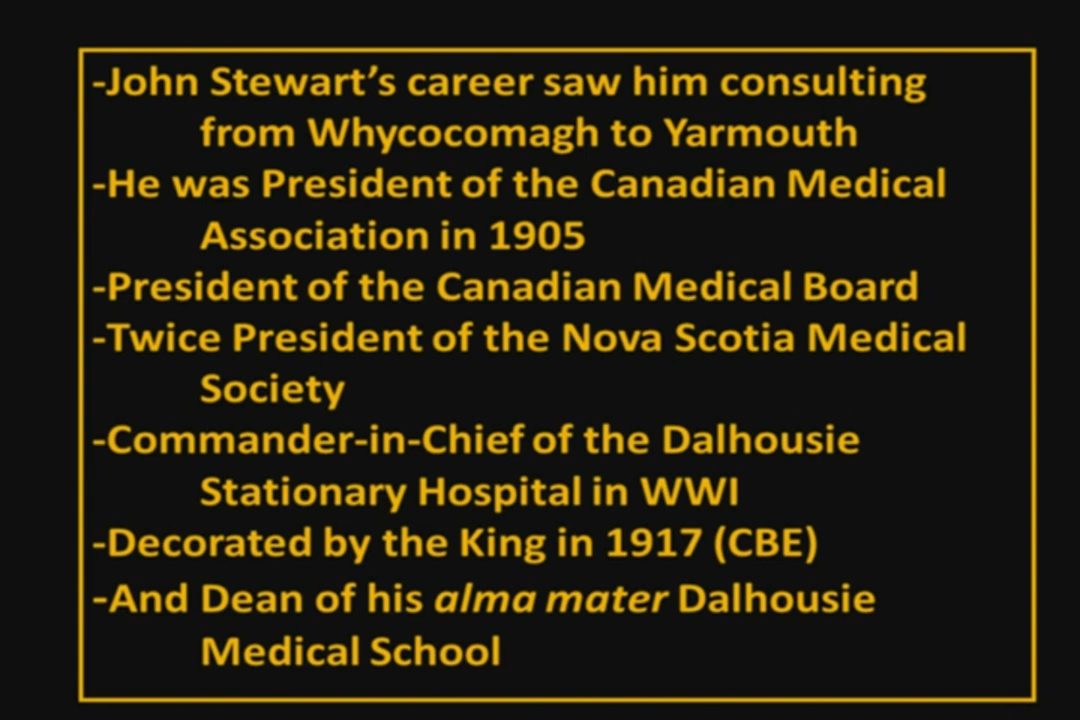 -John Stewart’s career saw him consulting
from Whycocomagh to Yarmouth
-He was President of the Canadian Medical
Association in 1905
-President of the Canadian Medical Board
-Twice President of the Nova Scotia Medical
Society
-Commander-in-Chief of the Dalhousie
Stationary Hospital in WWI
-Decorated by the King in 1917 (CBE)
-And Dean of his alma mater Dalhousie
Medical School